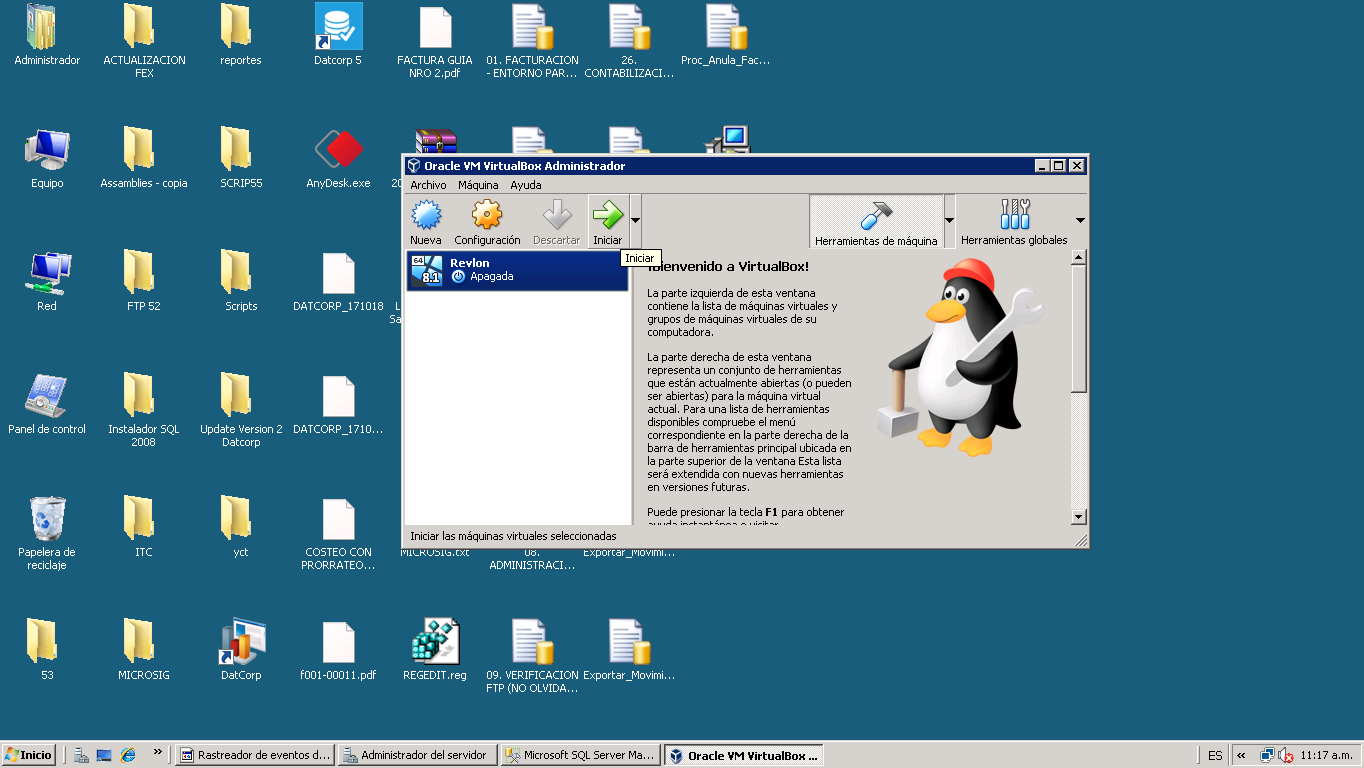 Administrador
ACTUALIZACION
FEX
reportes
Datcorp 5
FACTURA GUIA
NRO 2.pdf
01. FACTURACION
- ENTORNO PAR...
26.
CONTABILIZACI...
Proc_Anula_Fac...
Equipo
Assamblies - copia
SCRIP55
AnyDesk.exe
20
Oracle VM VirtualBox Administrador
Archivo Máquina Ayuda
Nueva
Configuración
Descartar
Iniciar
Herramientas de máquina
Herramientas globales
Iniciar
64
8.1
Revlon
Apagada
¡Bienvenido a VirtualBox!
La parte izquierda de esta ventana
contiene la lista de máquinas virtuales y
grupos de máquinas virtuales de su
computadora.
La parte derecha de esta ventana
representa un conjunto de herramientas
que están actualmente abiertas (o pueden
ser abiertas) para la máquina virtual
actual. Para una lista de herramientas
disponibles compruebe el menú
correspondiente en la parte derecha de la
barra de herramientas principal ubicada en
la parte superior de la ventana Esta lista
será extendida con nuevas herramientas
en versiones futuras.
Puede presionar la tecla F1 para obtener
ayuda instantánea o visitar
Iniciar las máquinas virtuales seleccionadas
Red
FTP 52
Scripts
DATCORP_171018
L
Sa
Panel de control
Instalador SQL
2008
Update Version 2
Datcorp
DATCORP_1710...
Papelera de
reciclaje
ITC
yct
COSTEO CON
PRORRATEO...
MICROSIG.txt
08.
ADMINISTRACI...
Exportar_Movimi...
53
MICROSIG
DatCorp
f001-00011.pdf
REGEDIT.reg
09. VERIFICACION
FTP (NO OLVIDA...
Exportar_Movimi...
Inicio
»
Rastreador de eventos d...
Administrador del servidor
Microsoft SQL Server Ma...
Oracle VM VirtualBox ...
ES
«
11:17 a.m.